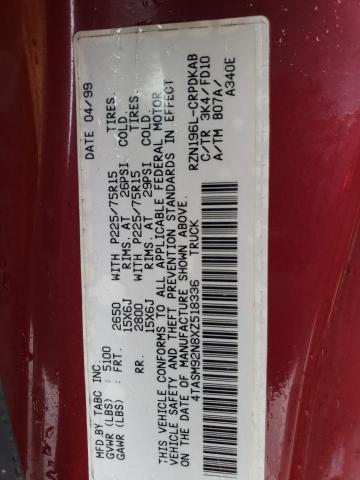 MFD.BY TABC INC. DATE 04/99
GVWR (LBS) : 5100
GAWR (LBS) : FRT. 2650 WITH P225/75R15 TIRES.
15X6J RIMS. AT 26PSI COLD.
RR. 2800 WITH P225/75R15 TIRES.
15X6J RIMS. AT 29PSI COLD.
THIS VEHICLE CONFORMS TO ALL APPLICABLE FEDERAL MOTOR
VEHICLE SAFETY AND THEFT PREVENTION STANDARDS IN EFFECT
ON THE DATE OF MANUFACTURE SHOWN ABOVE.
4TASM92N8XZ518336 TRUCK
RZN196L-CRPDKAB
C/TR 3K4/FD10
A/TM B07A/
A340E